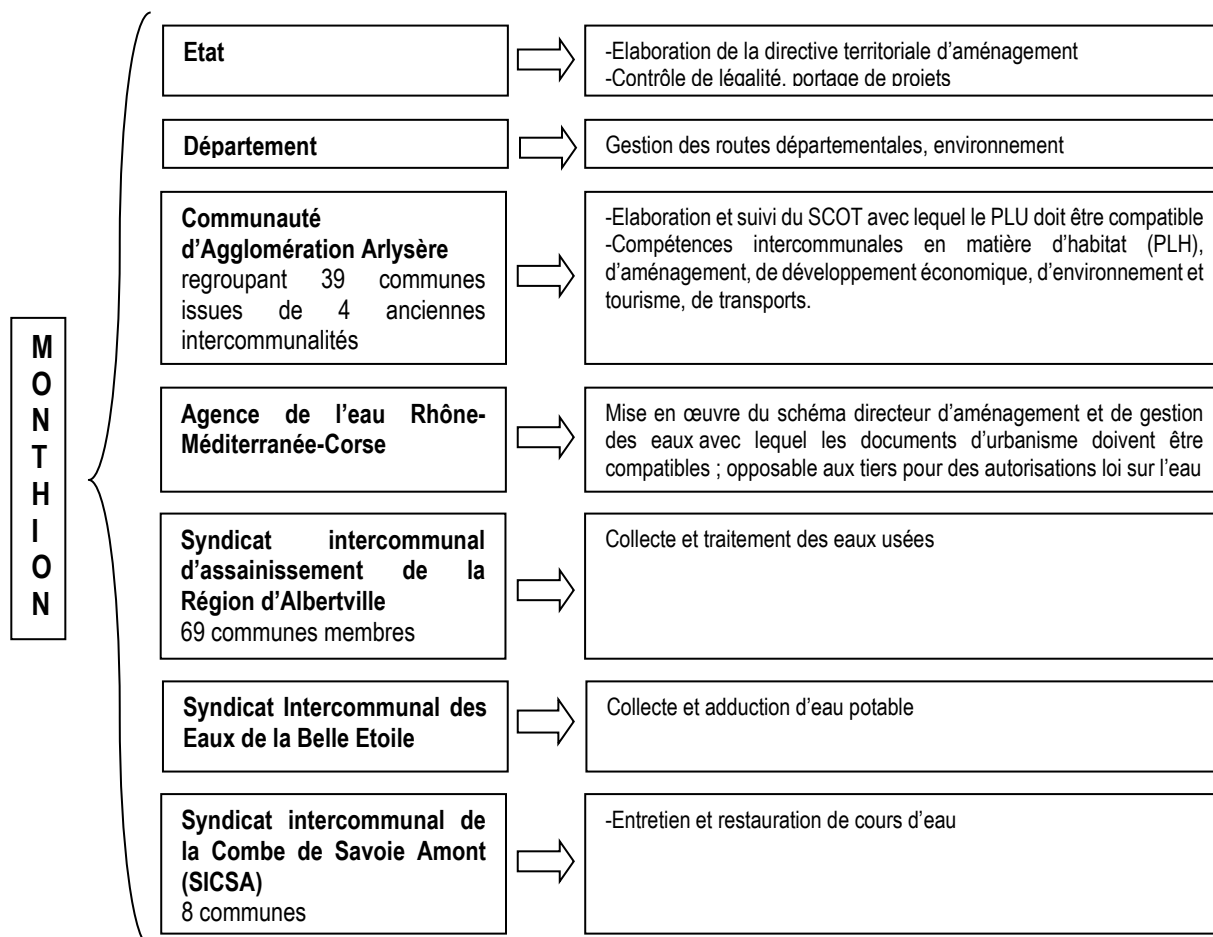 MONTHION
Etat
-Elaboration de la directive territoriale d'aménagement
-Contrôle de légalité, portage de projets
Département
Gestion des routes départementales, environnement
Communauté
d'Agglomération Arlysère
regroupant 39 communes
issues de 4 anciennes
intercommunalités
-Elaboration et suivi du SCOT avec lequel le PLU doit être compatible
-Compétences intercommunales en matière d'habitat (PLH),
d'aménagement, de développement économique, d'environnement et
tourisme, de transports.
Agence de l'eau Rhône-
Méditerranée-Corse
Mise en œuvre du schéma directeur d'aménagement et de gestion
des eaux avec lequel les documents d'urbanisme doivent être
compatibles ; opposable aux tiers pour des autorisations loi sur l'eau
Syndicat intercommunal
d'assainissement de la
Région d'Albertville
69 communes membres
Collecte et traitement des eaux usées
Syndicat Intercommunal des
Eaux de la Belle Etoile
Collecte et adduction d'eau potable
Syndicat intercommunal de
la Combe de Savoie Amont
(SICSA)
8 communes
-Entretien et restauration de cours d'eau